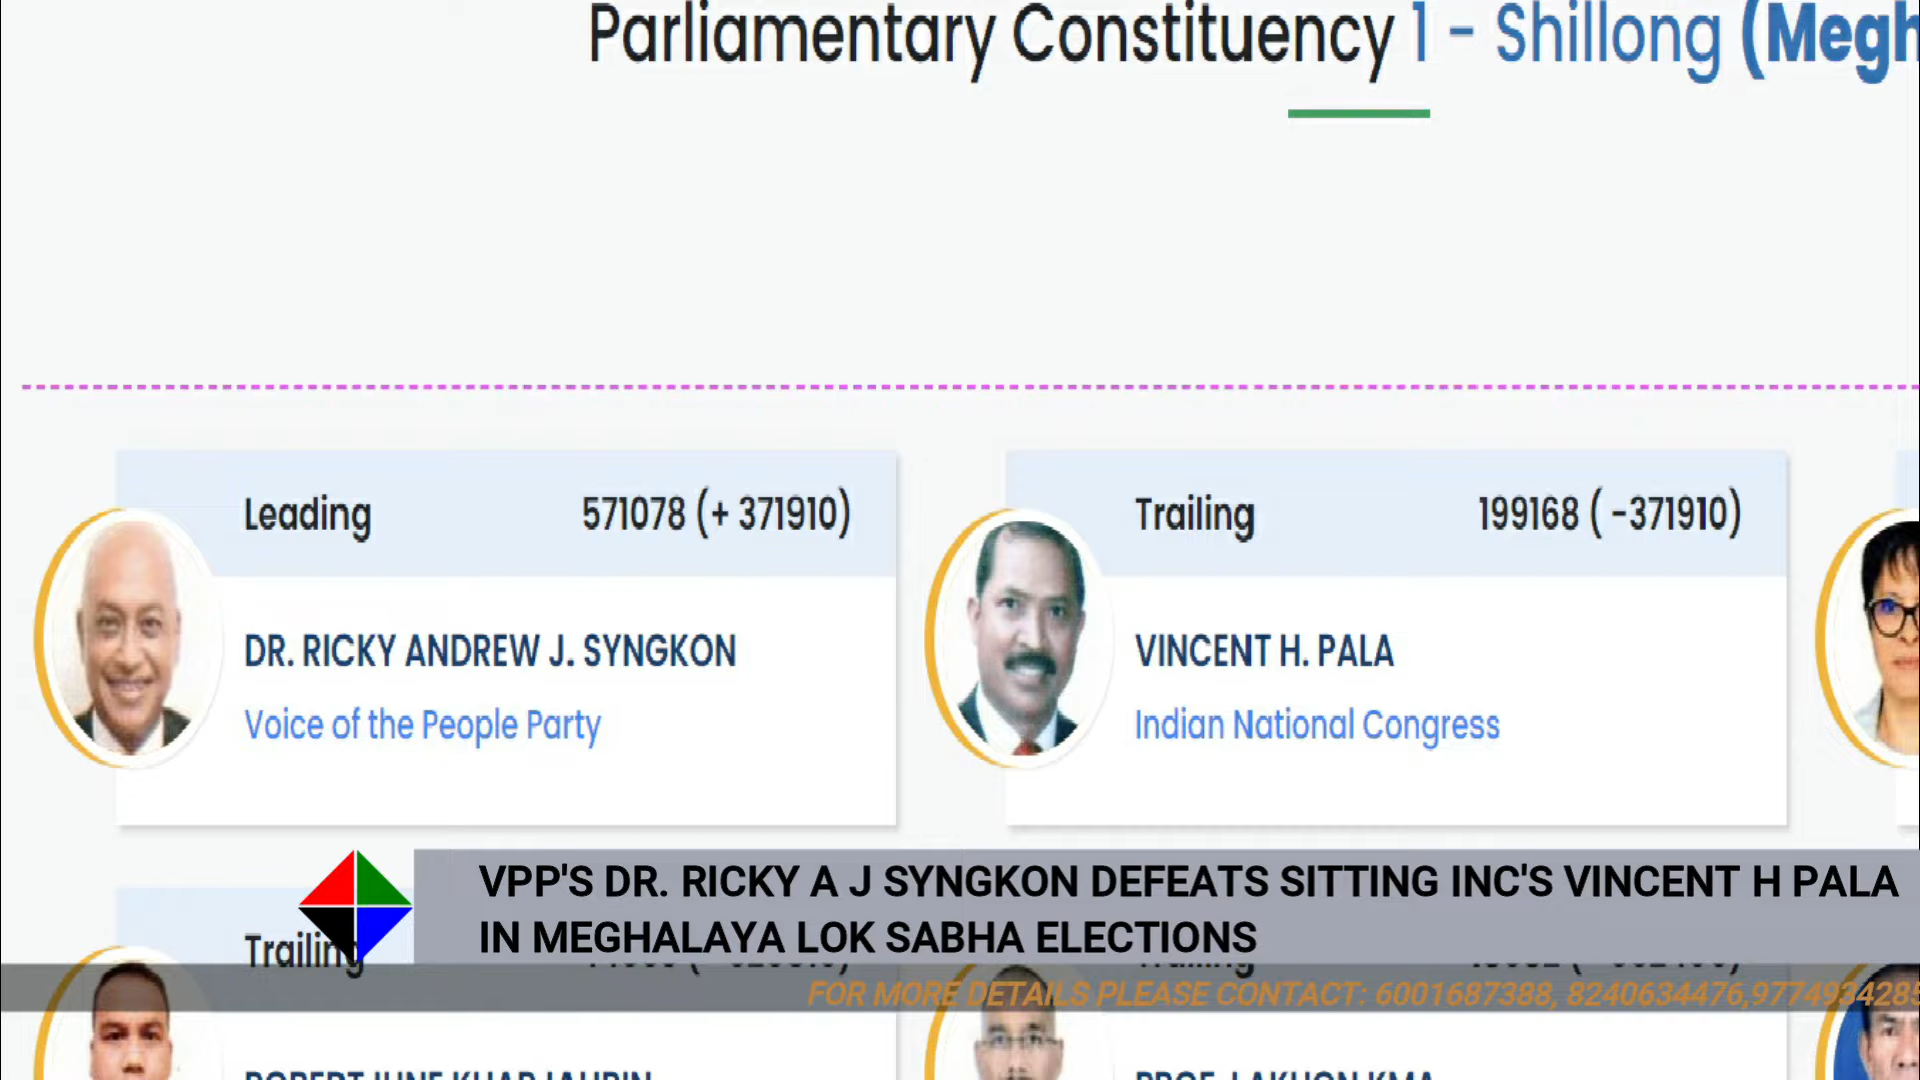 Parliamentary Constituency 1 - Shillong (Megh
Leading 571078 (+ 371910)
Trailing 199168 ( -371910)
DR. RICKY ANDREW J. SYNGKON
Voice of the People Party
VINCENT H. PALA
Indian National Congress
VPP'S DR. RICKY A J SYNGKON DEFEATS SITTING INC'S VINCENT H PALA
IN MEGHALAYA LOK SABHA ELECTIONS
Trailing
Trailing
FOR MORE DETAILS PLEASE CONTACT: 6001687388, 8240634476,9774934285